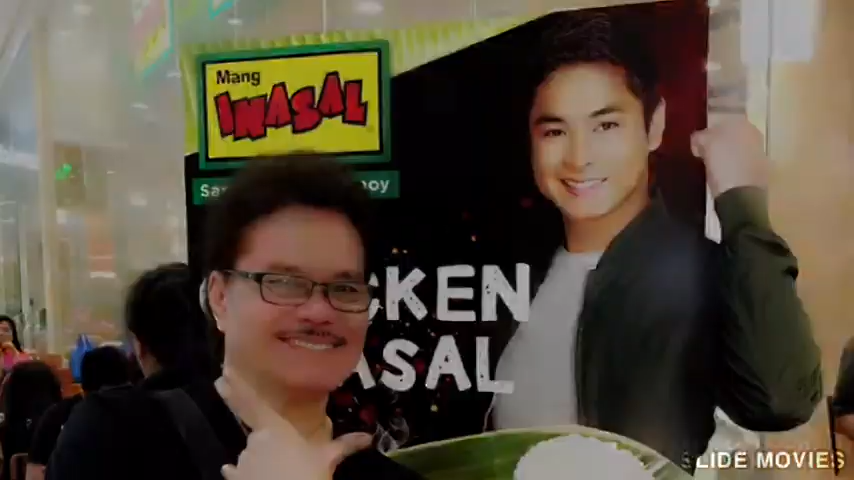 Mang
INASAL
CKEN
ASAL
SLIDE MOVIES